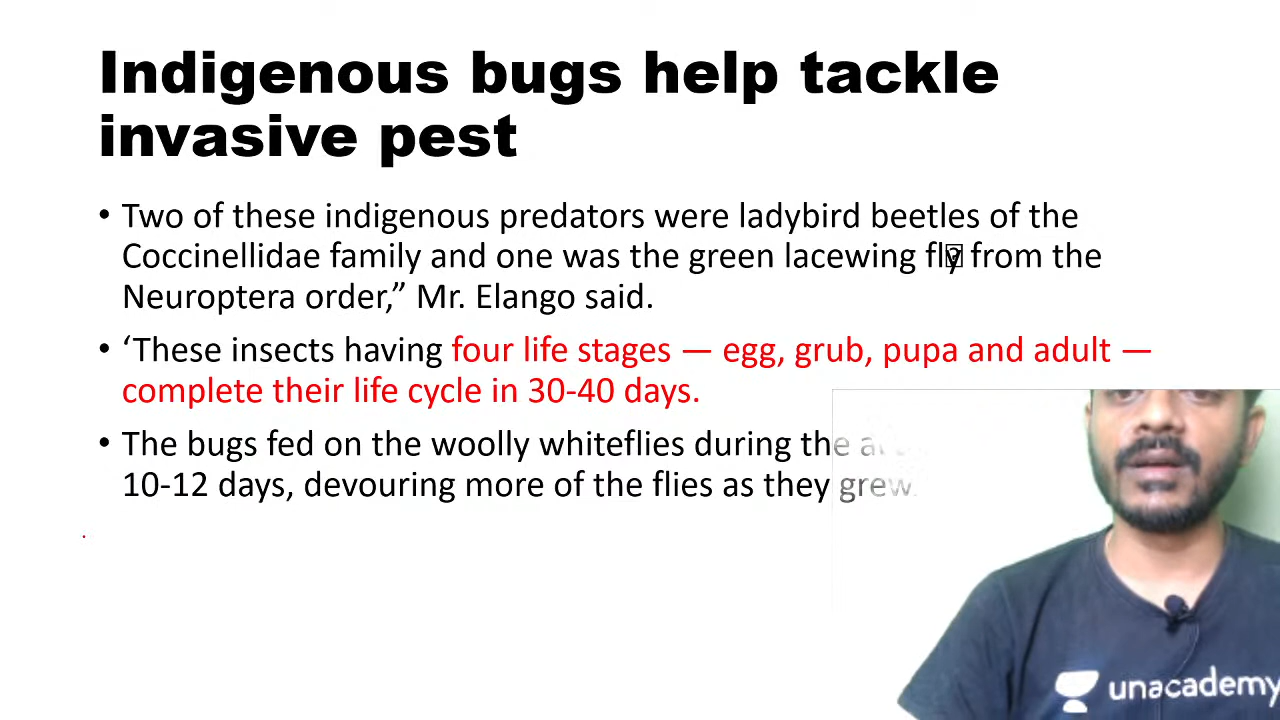 Indigenous bugs help tackle
invasive pest
• Two of these indigenous predators were ladybird beetles of the
Coccinellidae family and one was the green lacewing fly from the
Neuroptera order,” Mr. Elango said.
• ‘These insects having four life stages — egg, grub, pupa and adult —
complete their life cycle in 30-40 days.
• The bugs fed on the woolly whiteflies during the
10-12 days, devouring more of the flies as they grew.
unacademy